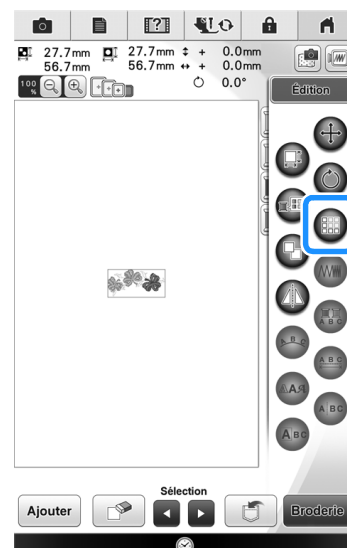 27.7mm 27.7mm + 0.0mm
56.7mm 56.7mm + 0.0mm
100 % 0.0°
Édition
A B C
A B C
A B C
A B C
Sélection
Ajouter
Broderie